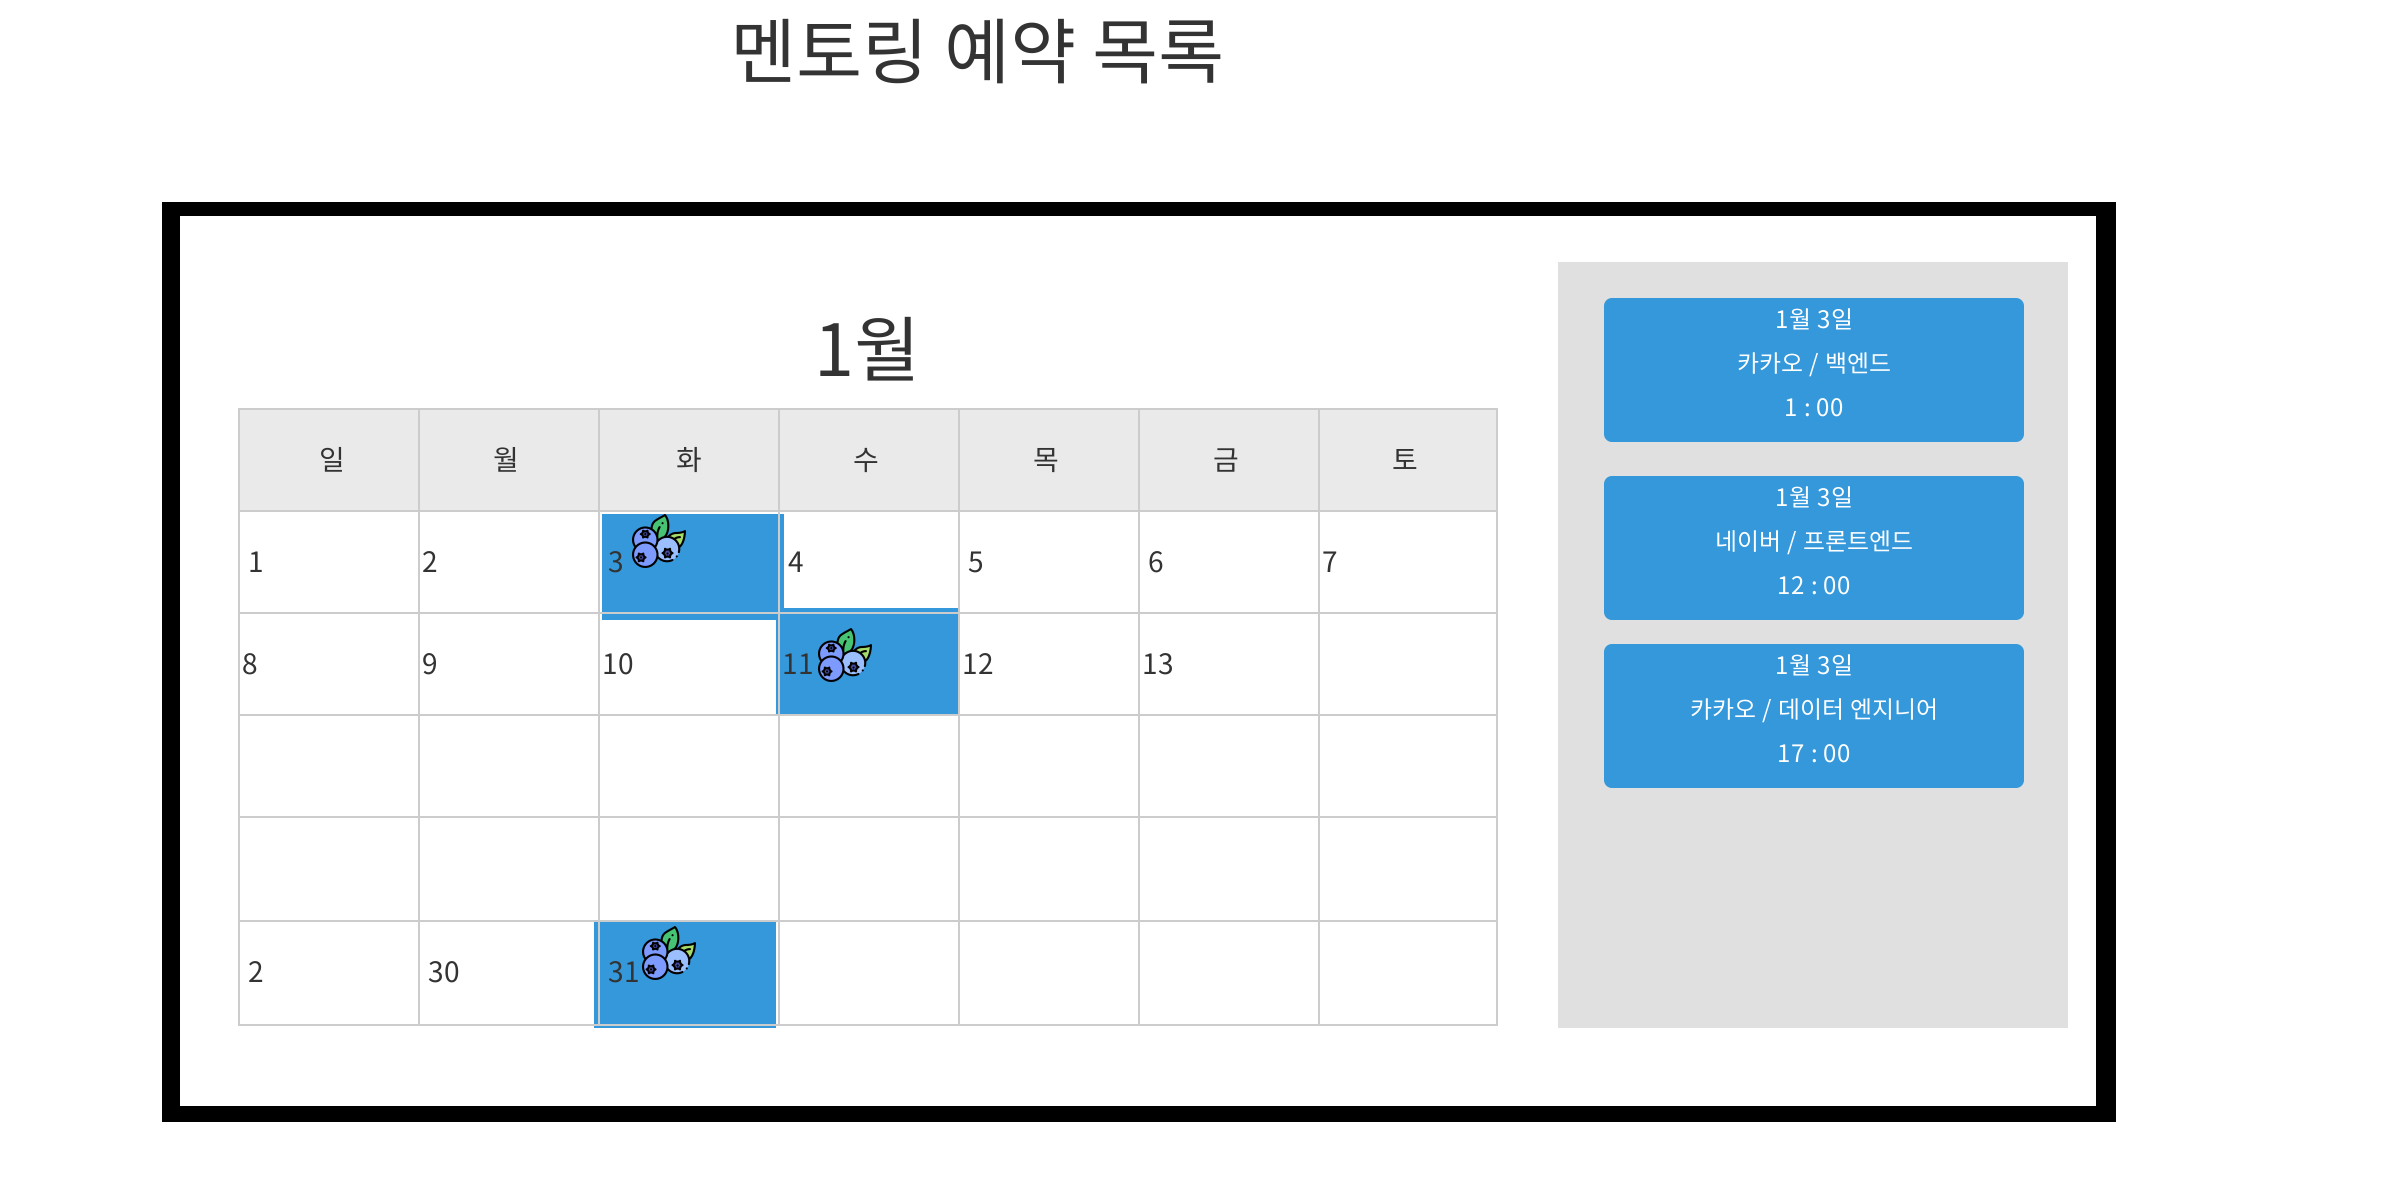 멘토링 예약 목록
1월
일 월 화 수 목 금 토
1 2 3 4 5 6 7
8 9 10 11 12 13
2 30 31
1월 3일
카카오 / 백엔드
1 : 00
1월 3일
네이버 / 프론트엔드
12 : 00
1월 3일
카카오 / 데이터 엔지니어
17 : 00